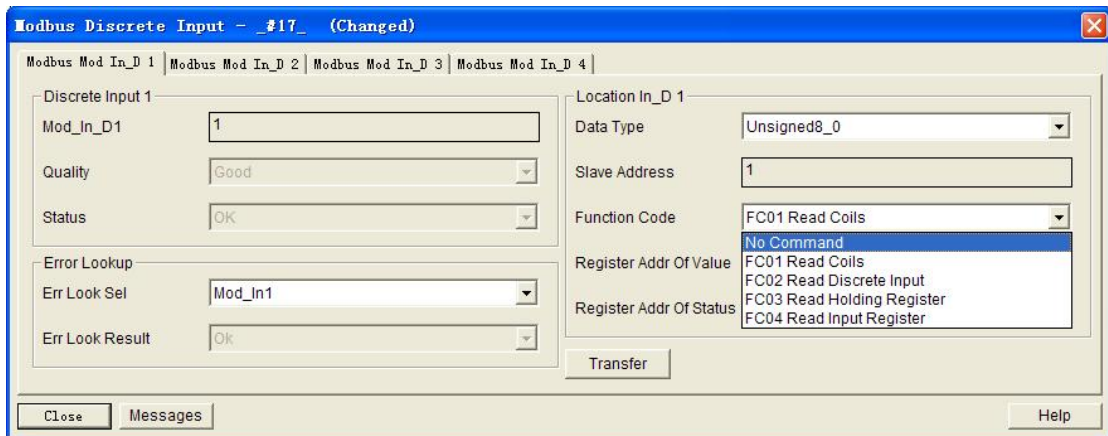 Modbus Discrete Input - _#17_ (Changed)
Modbus Mod In_D 1 Modbus Mod In_D 2 Modbus Mod In_D 3 Modbus Mod In_D 4
Discrete Input 1
Mod_In_D1 1
Quality Good
Status OK
Error Lookup
Err Look Sel Mod_In1
Err Look Result Ok
Location In_D 1
Data Type Unsigned8_0
Slave Address 1
Function Code FC01 Read Coils
No Command
FC01 Read Coils
FC02 Read Discrete Input
FC03 Read Holding Register
FC04 Read Input Register
Register Addr Of Value
Register Addr Of Status
Transfer
Close Messages Help